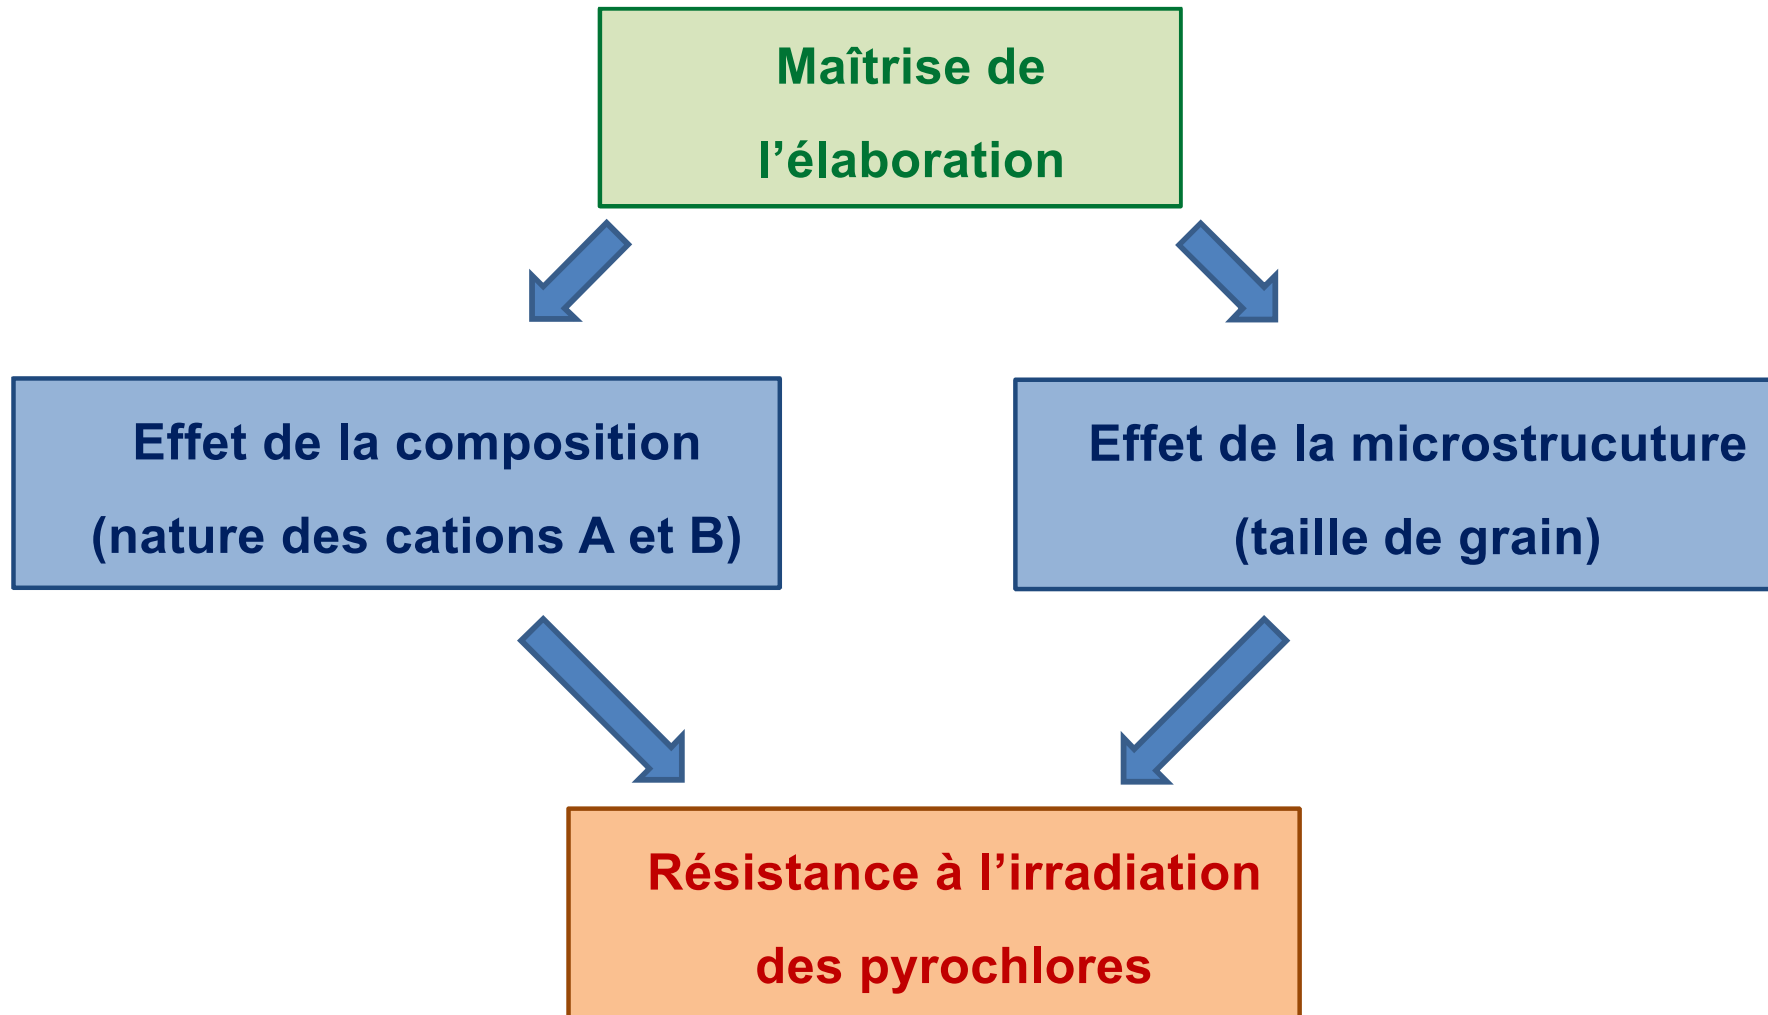 Maîtrise de
l’élaboration
Effet de la composition
(nature des cations A et B)
Effet de la microstrucuture
(taille de grain)
Résistance à l’irradiation
des pyrochlores